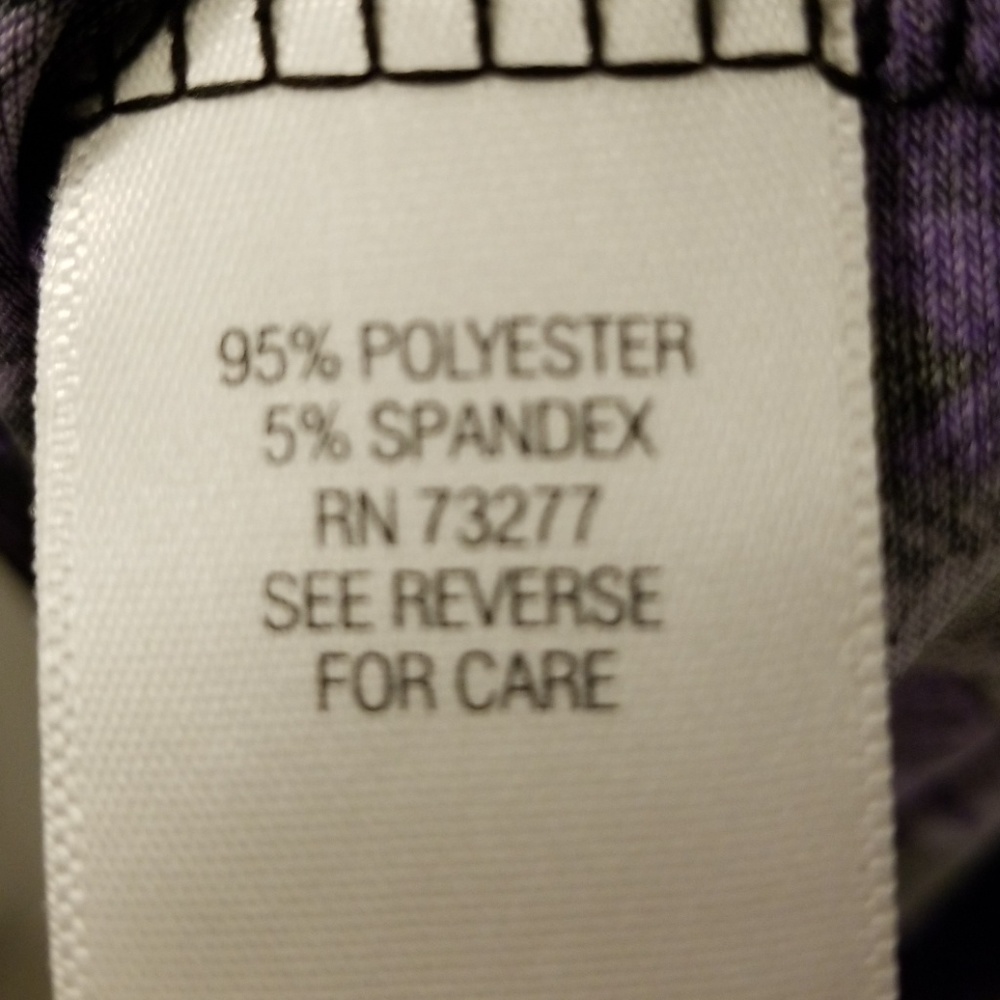 95% POLYESTER
5% SPANDEX
RN 73277
SEE REVERSE
FOR CARE